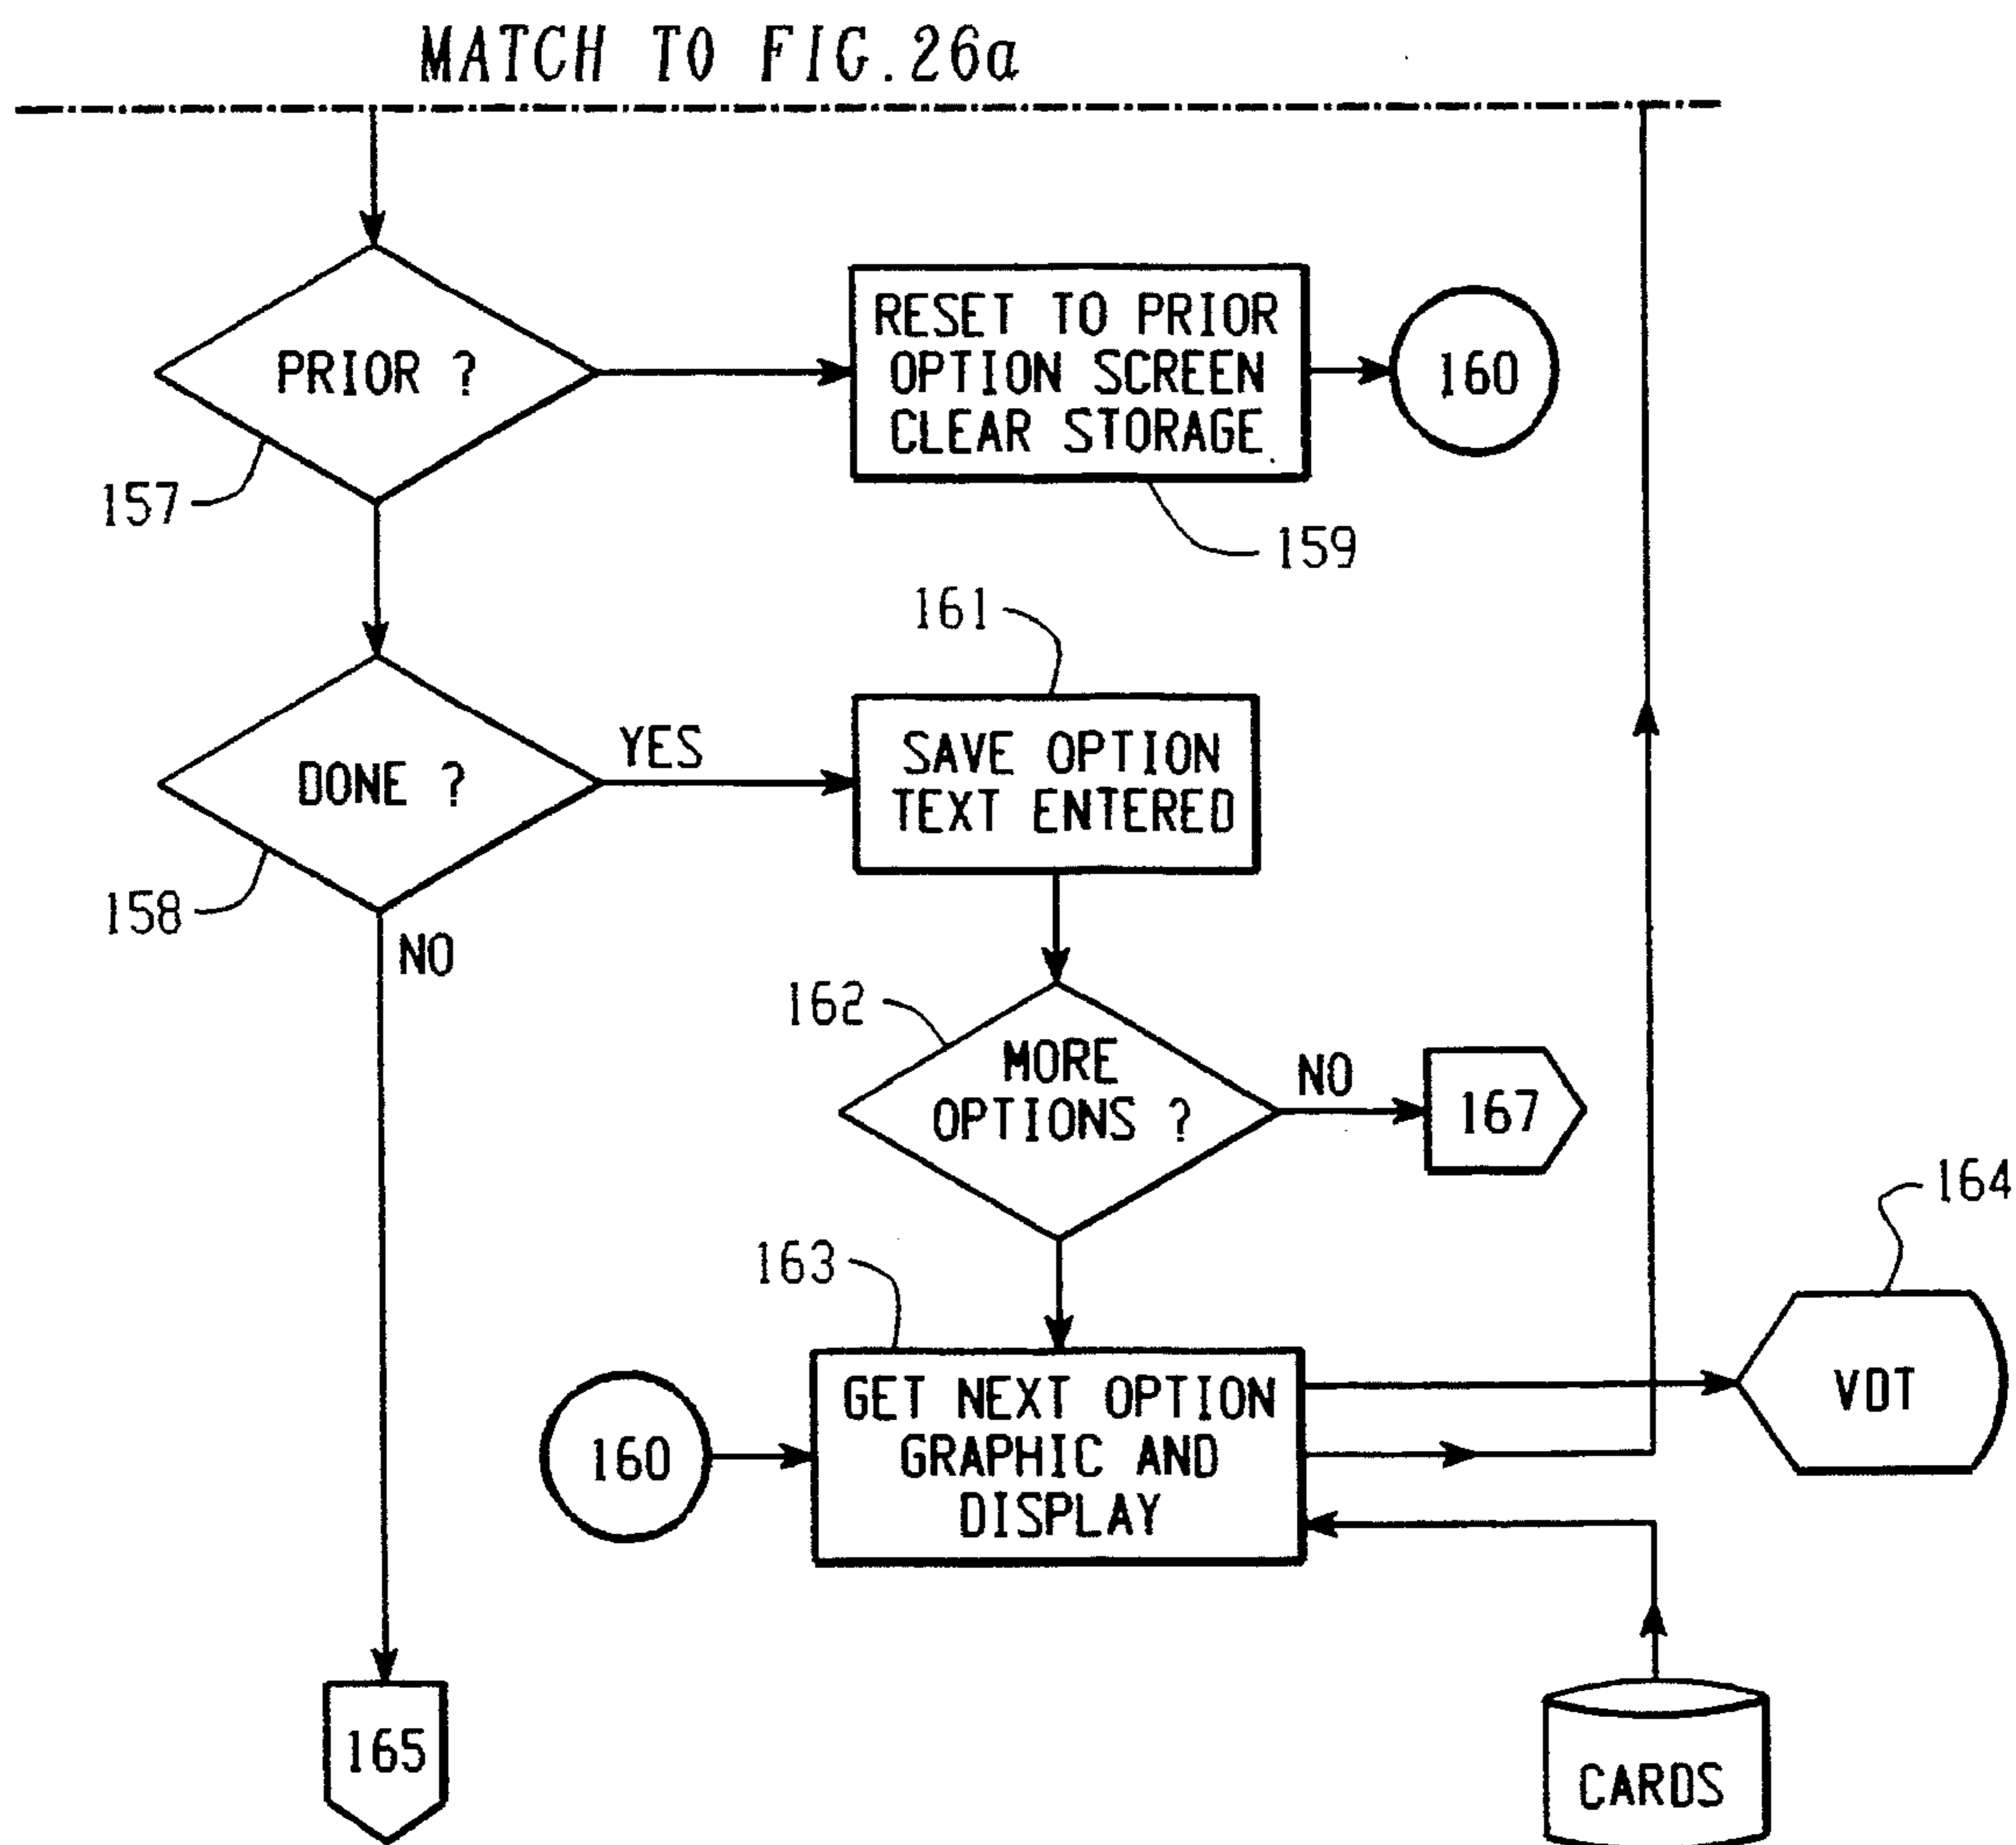 MATCH TO FIG.26a
PRIOR ?
RESET TO PRIOR
OPTION SCREEN
CLEAR STORAGE
160
157
159
161
DONE ?
YES
SAVE OPTION
TEXT ENTERED
158
NO
162
MORE
OPTIONS ?
NO
167
164
163
GET NEXT OPTION
GRAPHIC AND
DISPLAY
160
VDT
165
CARDS